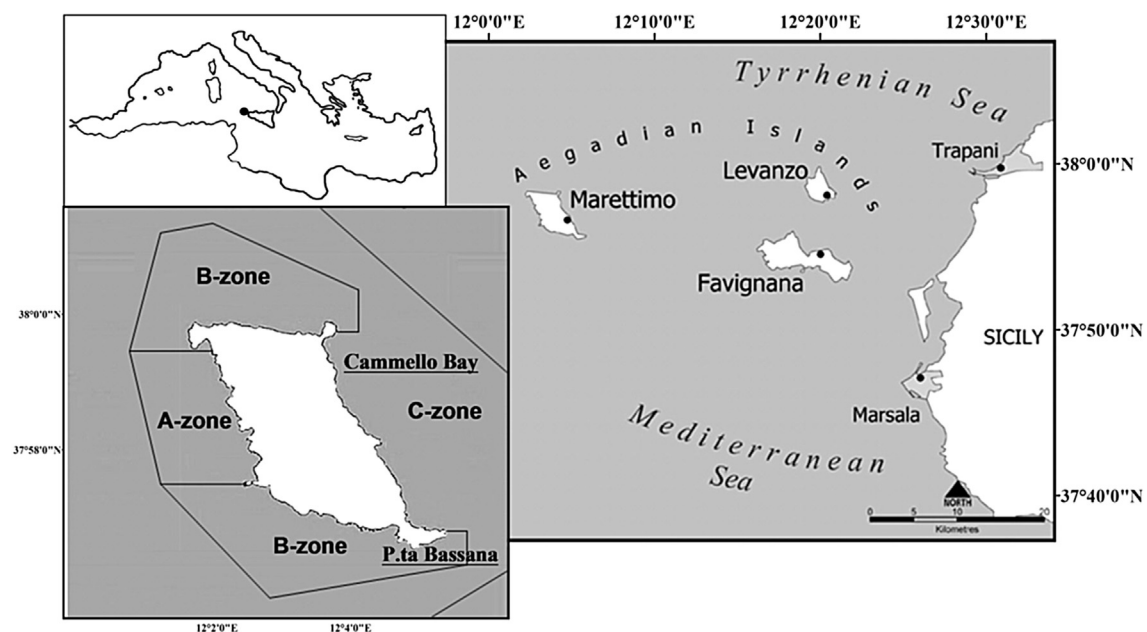 12°0'0"E
12°10'0"E
12°20'0"E
12°30'0"E
Tyrrhenian Sea
Aegadian Islands
Trapani
38°0'0"N
Levanzo
Marettimo
Favignana
37°50'0"N
SICILY
Marsala
Mediterranean
Sea
37°40'0"N
NORTH
0 5 10 20
Kilometres
B-zone
38°0'0"N
Cammello Bay
C-zone
A-zone
37°58'0"N
B-zone
P.ta Bassana
12°2'0"E
12°4'0"E